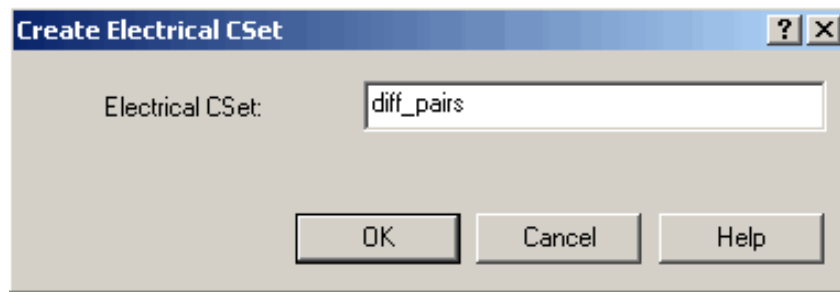 Create Electrical CSet ? X
Electrical CSet: diff_pairs
OK Cancel Help